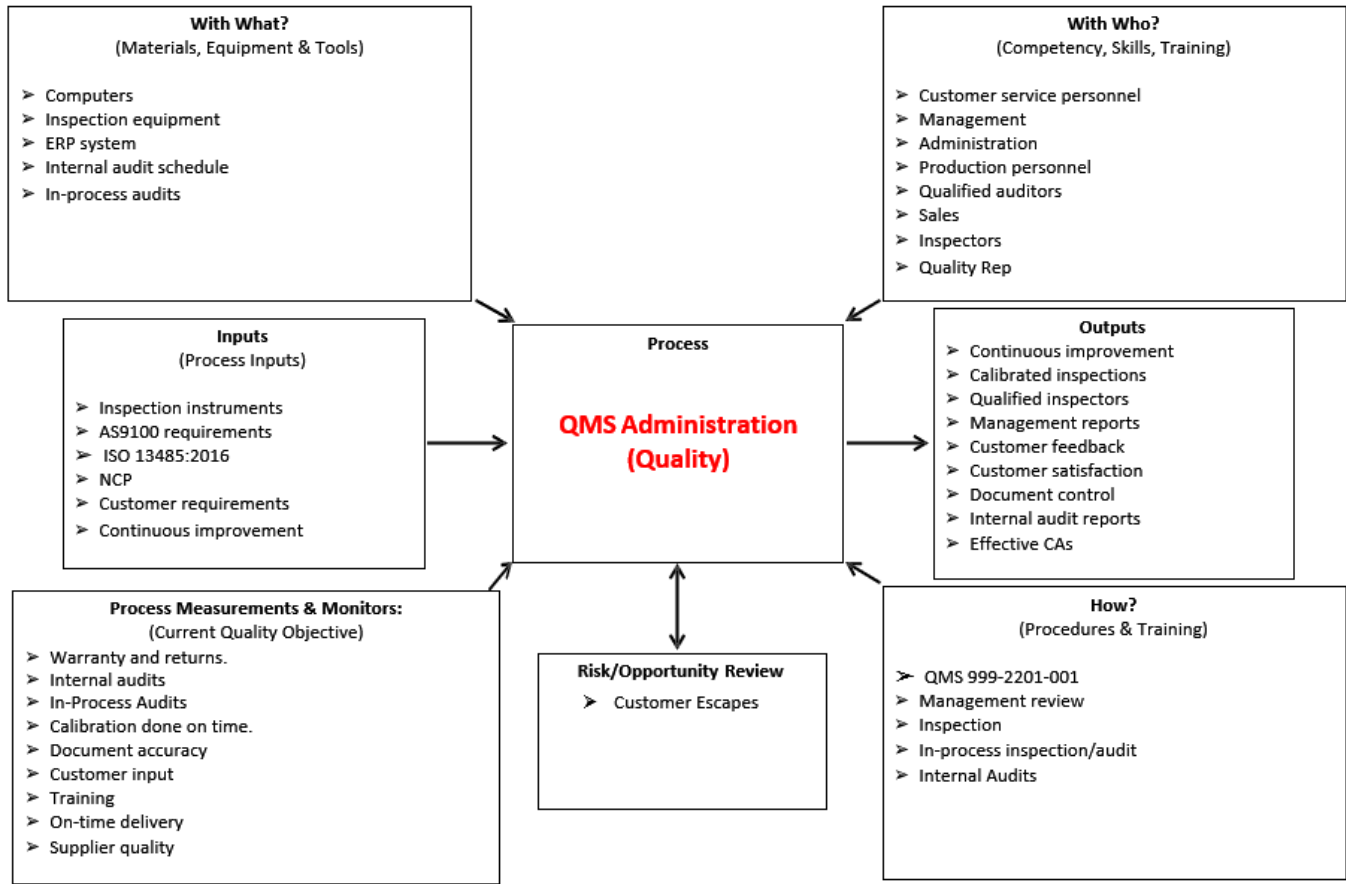 With What?
(Materials, Equipment & Tools)
➢ Computers
➢ Inspection equipment
➢ ERP system
➢ Internal audit schedule
➢ In-process audits
With Who?
(Competency, Skills, Training)
➢ Customer service personnel
➢ Management
➢ Administration
➢ Production personnel
➢ Qualified auditors
➢ Sales
➢ Inspectors
➢ Quality Rep
Inputs
(Process Inputs)
➢ Inspection instruments
➢ AS9100 requirements
➢ ISO 13485:2016
➢ NCP
➢ Customer requirements
➢ Continuous improvement
Process
QMS Administration
(Quality)
Outputs
➢ Continuous improvement
➢ Calibrated inspections
➢ Qualified inspectors
➢ Management reports
➢ Customer feedback
➢ Customer satisfaction
➢ Document control
➢ Internal audit reports
➢ Effective CAs
Process Measurements & Monitors:
(Current Quality Objective)
➢ Warranty and returns.
➢ Internal audits
➢ In-Process Audits
➢ Calibration done on time.
➢ Document accuracy
➢ Customer input
➢ Training
➢ On-time delivery
➢ Supplier quality
Risk/Opportunity Review
➢ Customer Escapes
How?
(Procedures & Training)
➢ QMS 999-2201-001
➢ Management review
➢ Inspection
➢ In-process inspection/audit
➢ Internal Audits